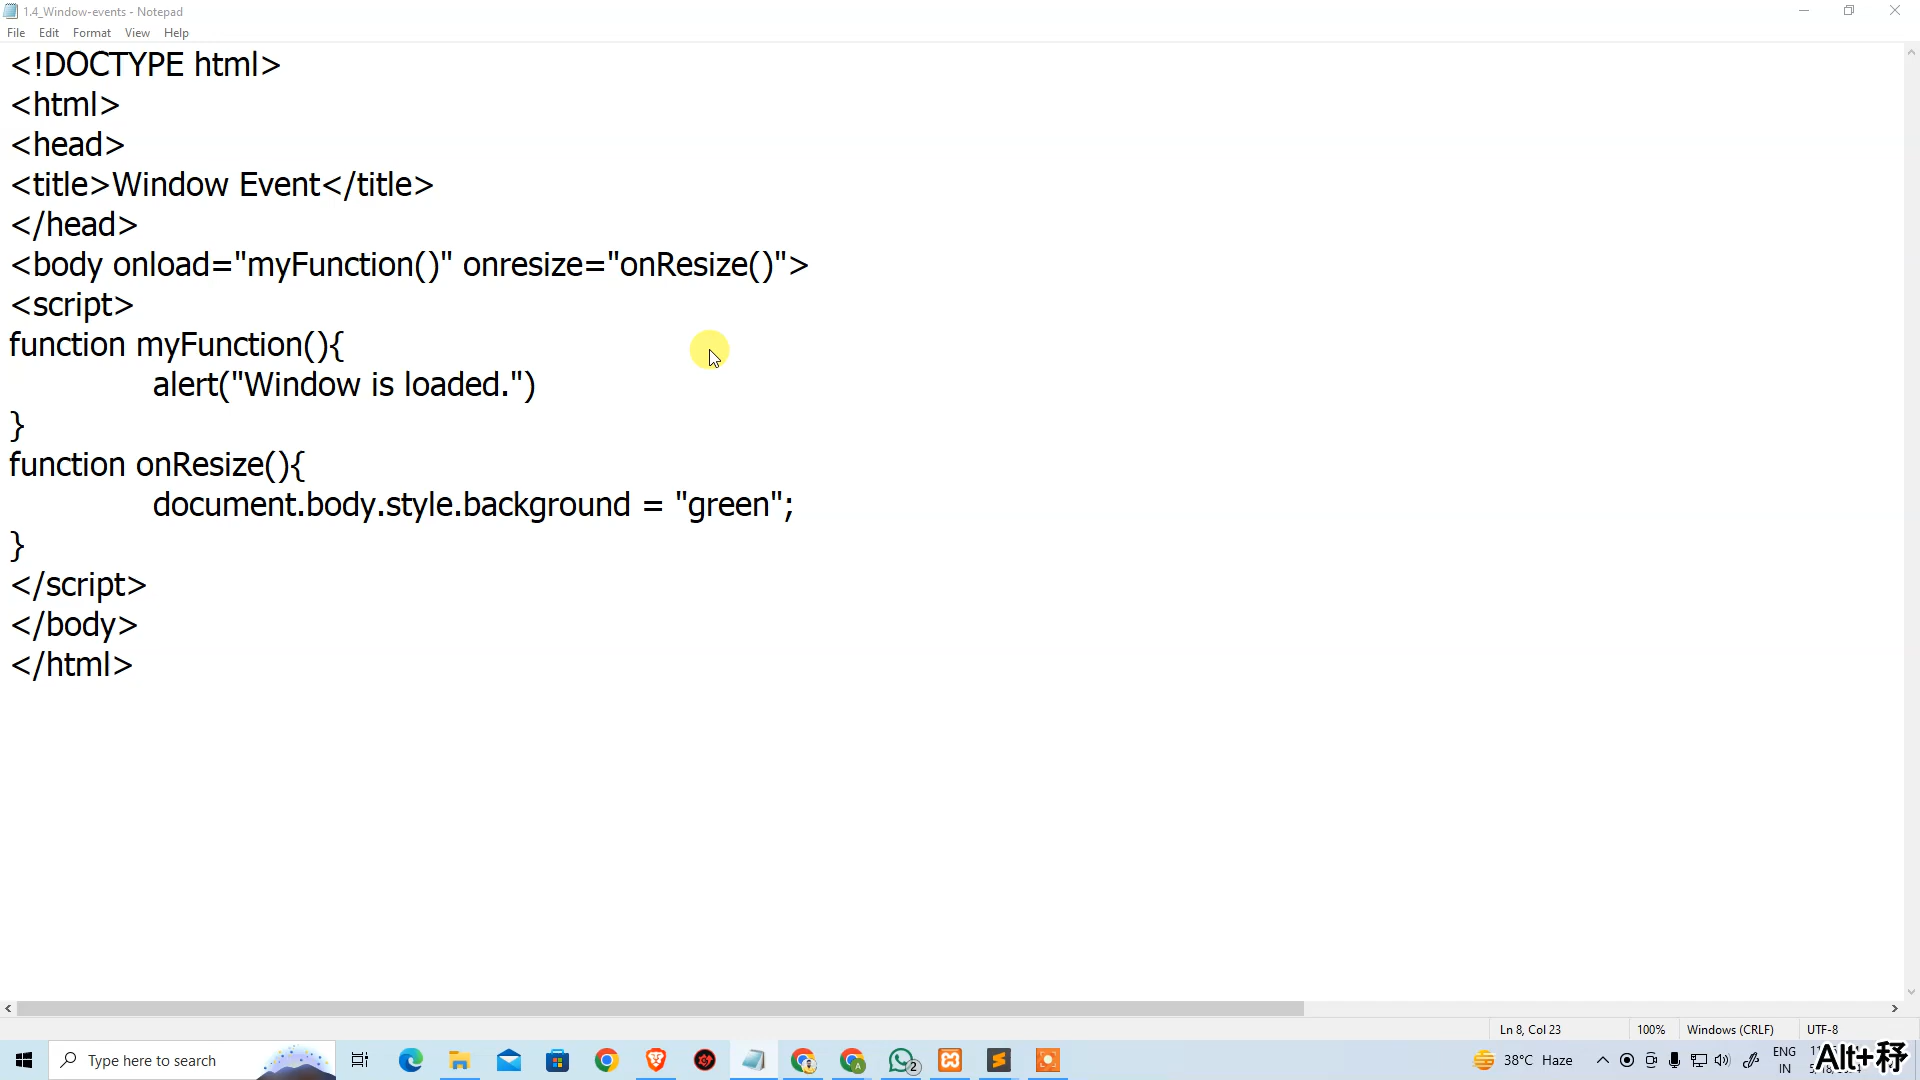 1.4_Window-events - Notepad
File Edit Format View Help
<!DOCTYPE html>
<html>
<head>
<title>Window Event</title>
</head>
<body onload="myFunction()" onresize="onResize()">
<script>
function myFunction(){
alert("Window is loaded.")
}
function onResize(){
document.body.style.background = "green";
}
</script>
</body>
</html>
Ln 8, Col 23 100% Windows (CRLF) UTF-8
Type here to search 2 38°C Haze ENG
IN
Alt+秄